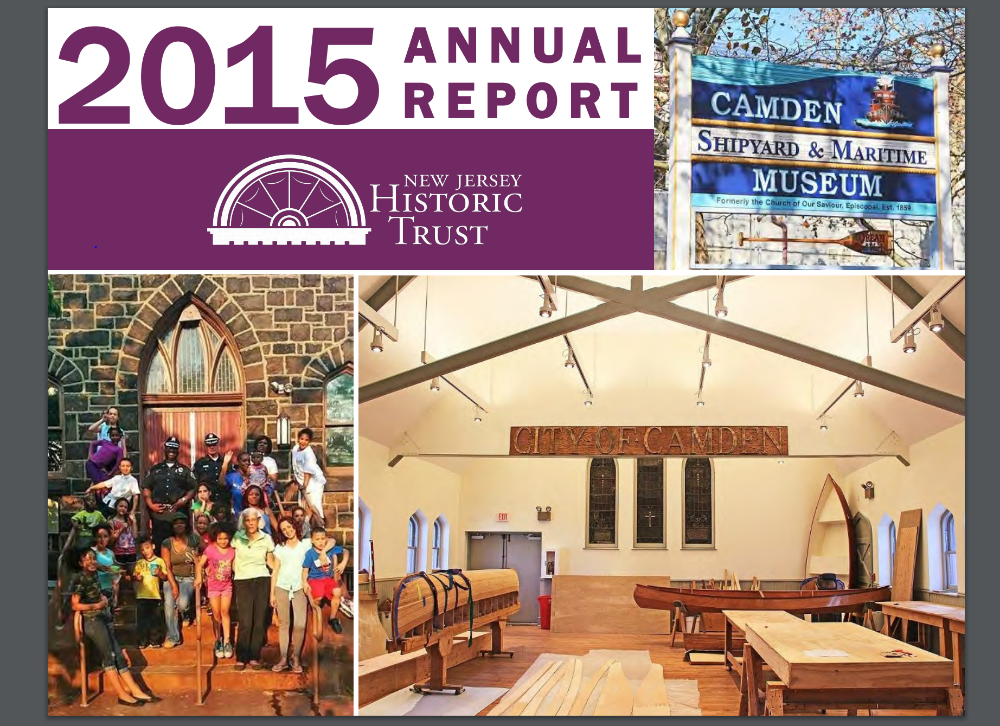 2015 ANNUAL
REPORT
NEW JERSEY
HISTORIC
TRUST
CAMDEN
SHIPYARD & MARITIME
MUSEUM
Formerly the Church of Our Saviour, Episcopal, Est. 1859
URBAN
CITY OF CAMDEN
EXIT